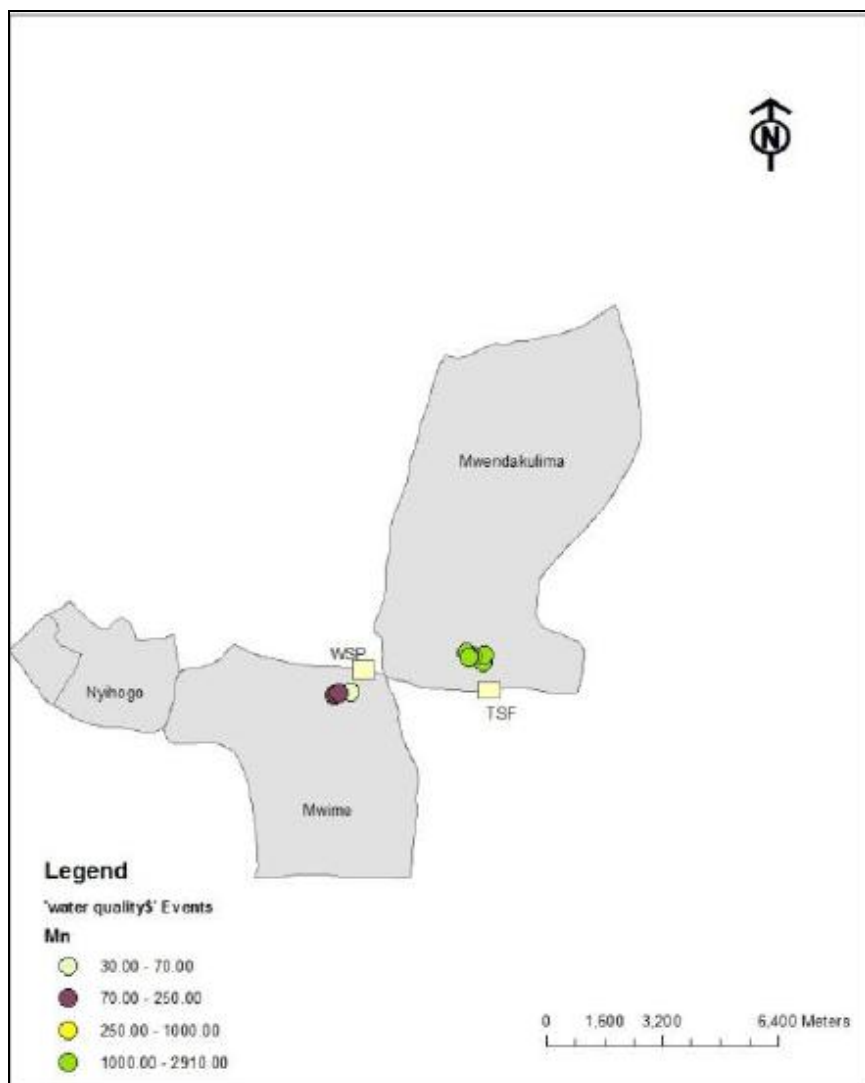 N
Mwendakulima
WSP
Nyihogo
TSF
Mwime
Legend
'water quality$' Events
Mn
30.00 - 70.00
70.00 - 250.00
250.00 - 1000.00
1000.00 - 2910.00
0 1,600 3,200 6,400 Meters